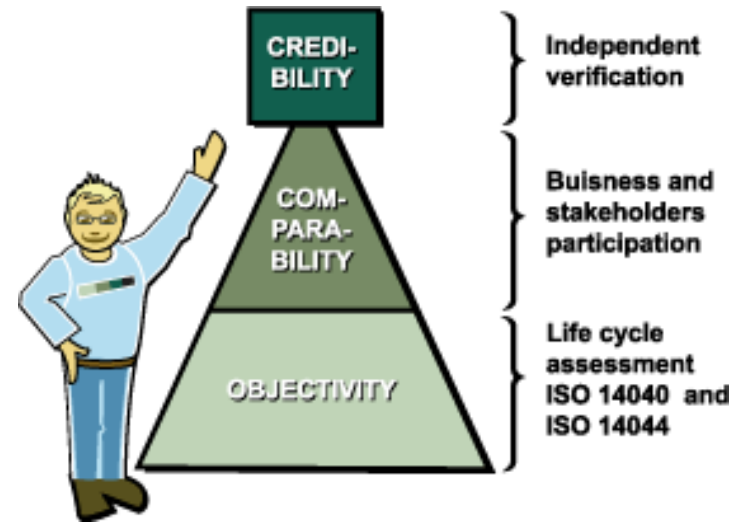 CREDI-
BILITY
Independent
verification
COM-
PARA-
BILITY
Buisness and
stakeholders
participation
OBJECTIVITY
Life cycle
assessment
ISO 14040 and
ISO 14044